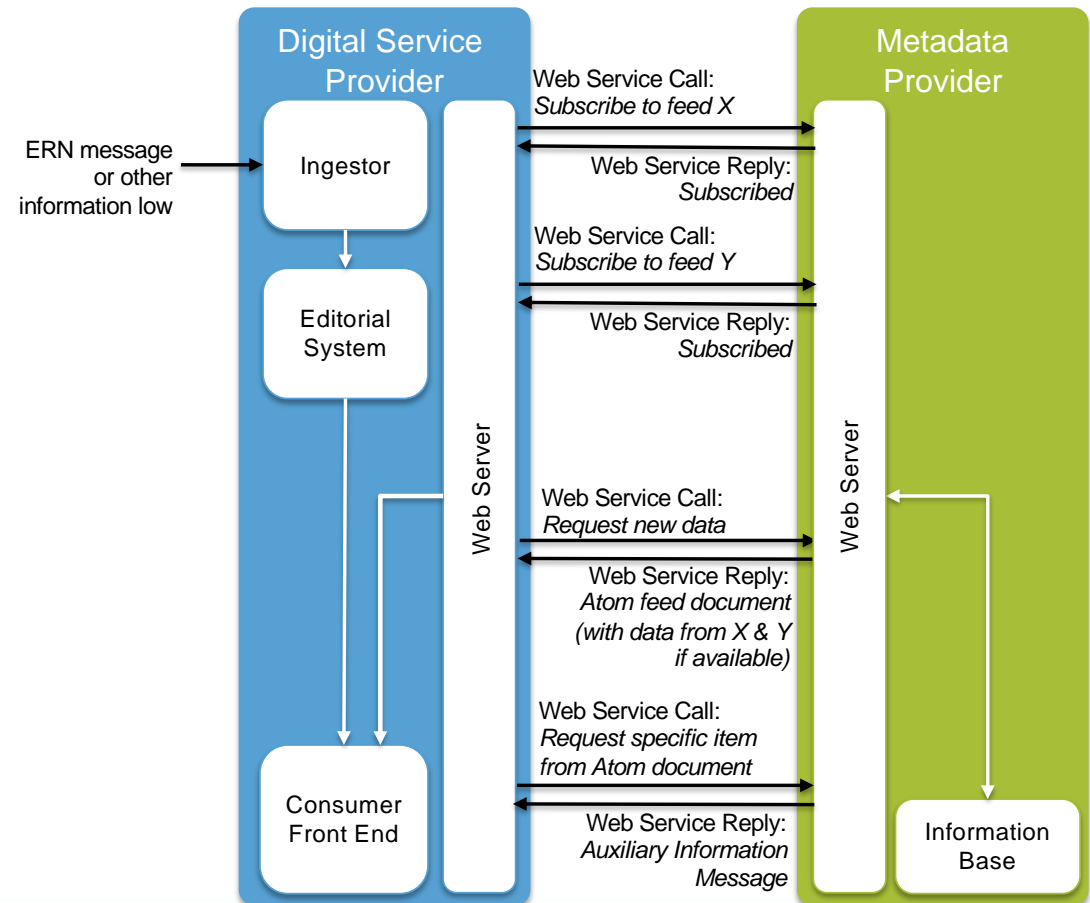 Digital Service
Provider
Metadata
Provider
Web Service Call:
Subscribe to feed X
ERN message
or other
information low
Ingestor
Web Service Reply:
Subscribed
Web Service Call:
Subscribe to feed Y
Editorial
System
Web Service Reply:
Subscribed
Web Server
Web Server
Web Service Call:
Request new data
Web Service Reply:
Atom feed document
(with data from X & Y
if available)
Web Service Call:
Request specific item
from Atom document
Consumer
Front End
Web Service Reply:
Auxiliary Information
Message
Information
Base